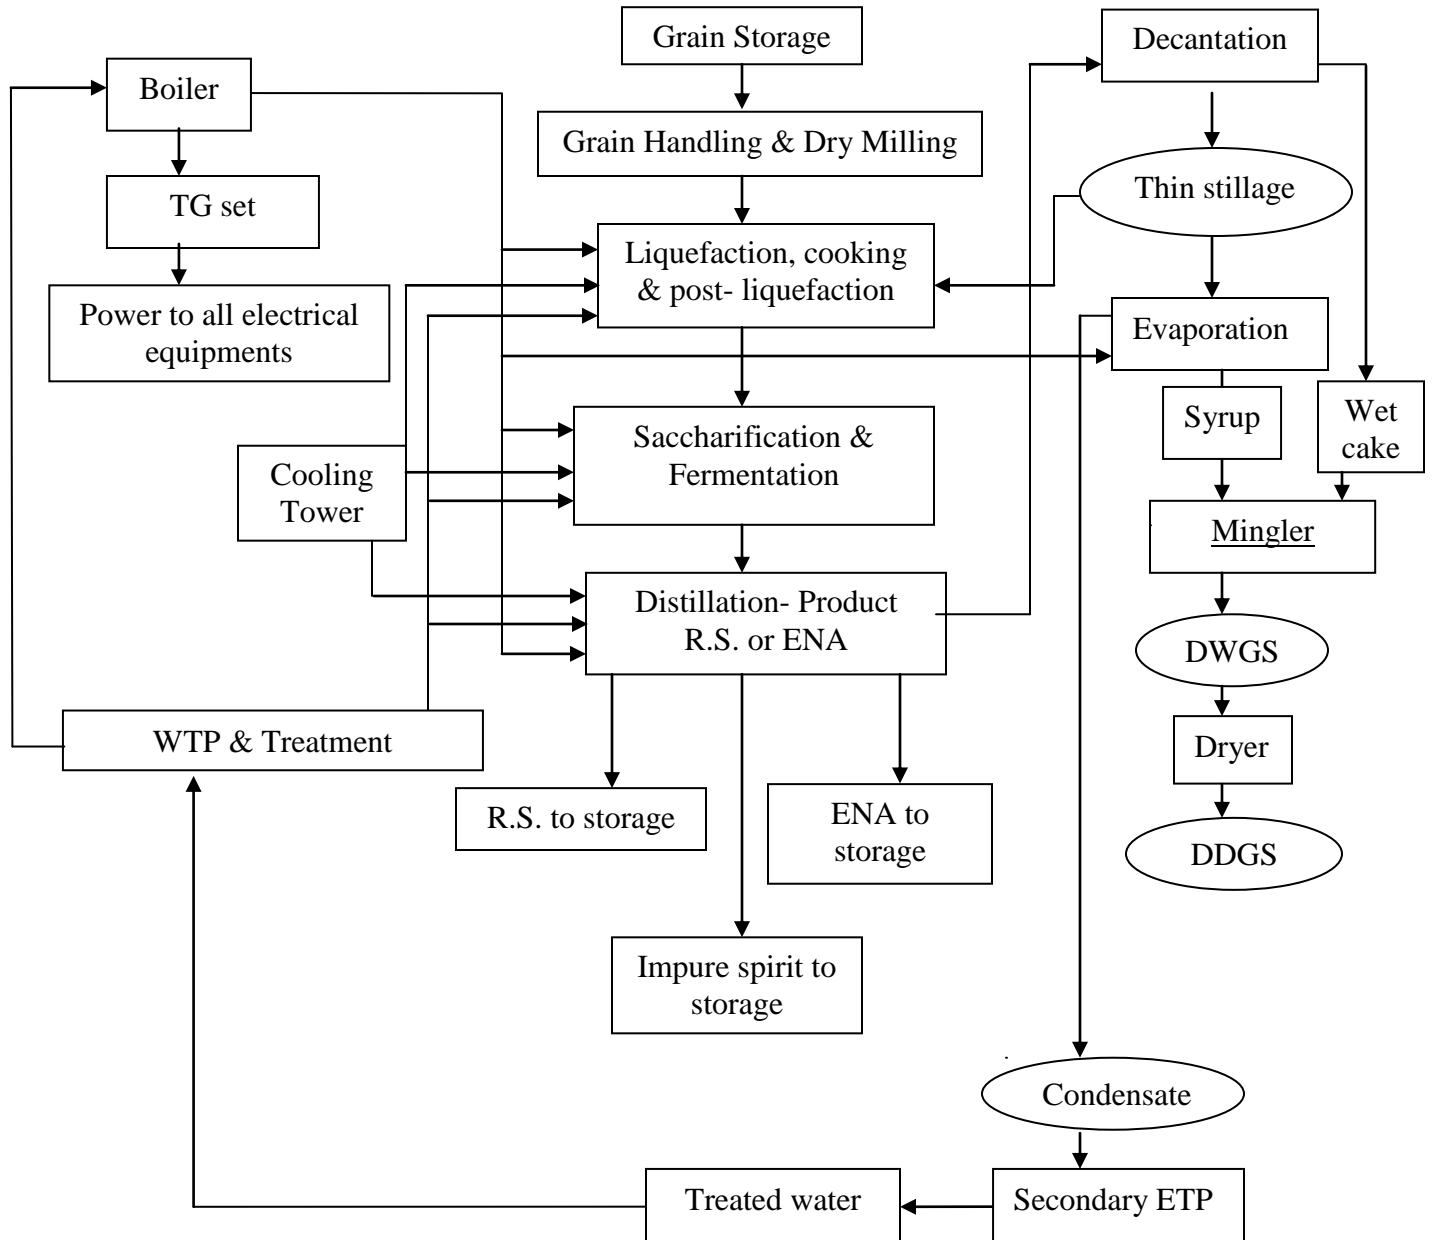 Grain Storage
Decantation
Boiler
Grain Handling & Dry Milling
Thin stillage
TG set
Liquefaction, cooking
& post- liquefaction
Power to all electrical
equipments
Evaporation
Syrup
Wet
cake
Saccharification &
Fermentation
Cooling
Tower
Mingler
Distillation- Product
R.S. or ENA
DWGS
WTP & Treatment
Dryer
R.S. to storage
ENA to
storage
DDGS
Impure spirit to
storage
Condensate
Treated water
Secondary ETP